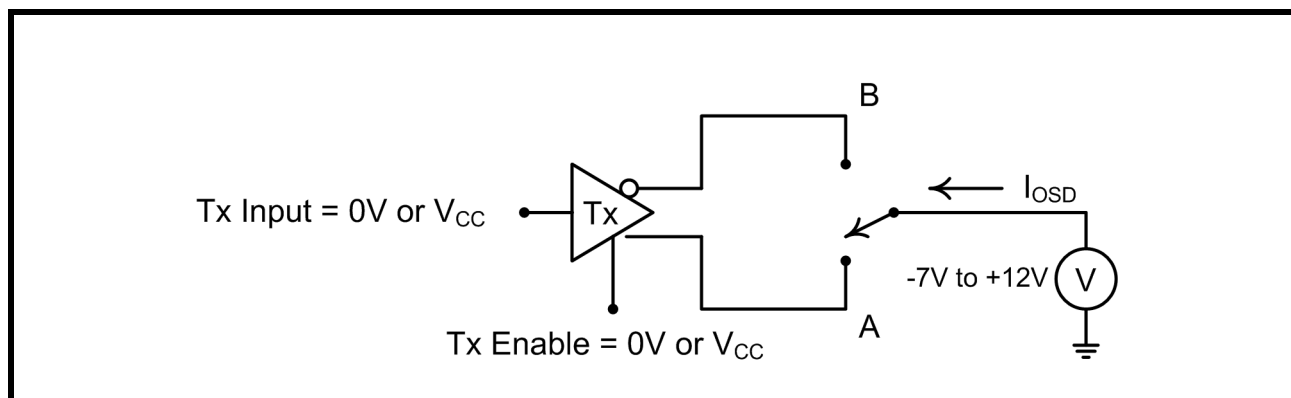 B
I_OSD
Tx Input = 0V or V_CC
Tx
-7V to +12V
V
A
Tx Enable = 0V or V_CC